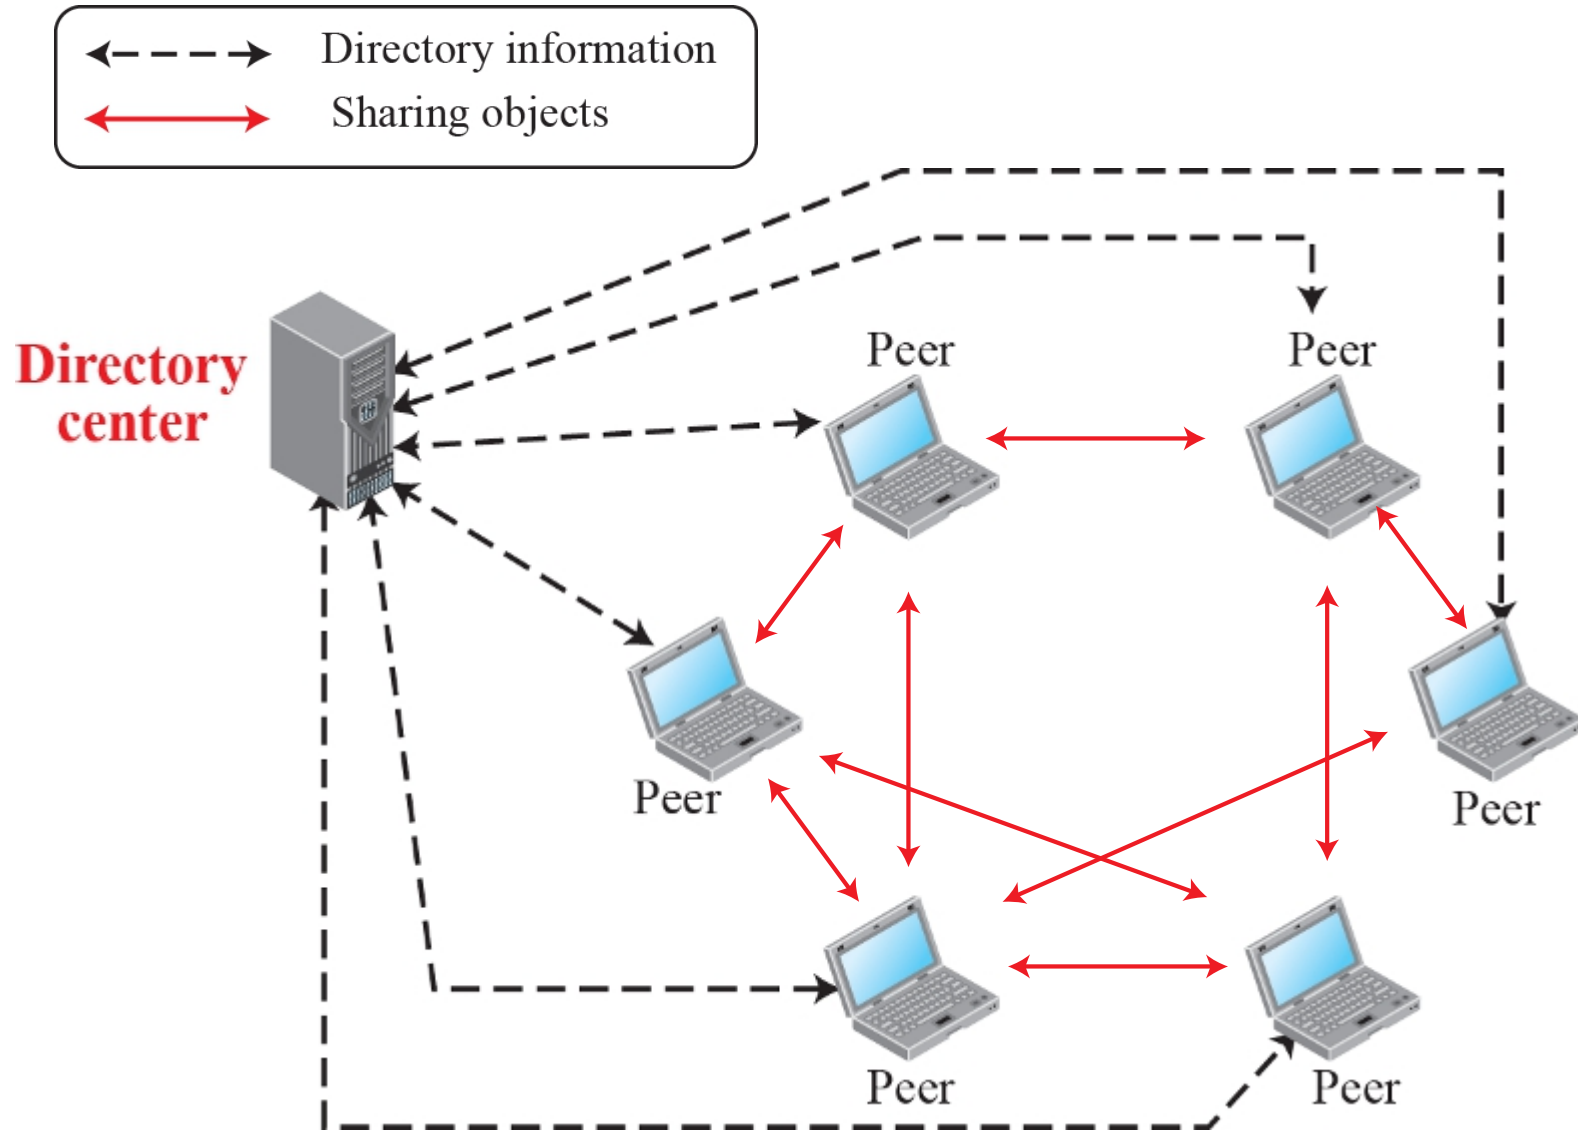 Directory information
Sharing objects
Directory
center
Peer
Peer
Peer
Peer
Peer
Peer